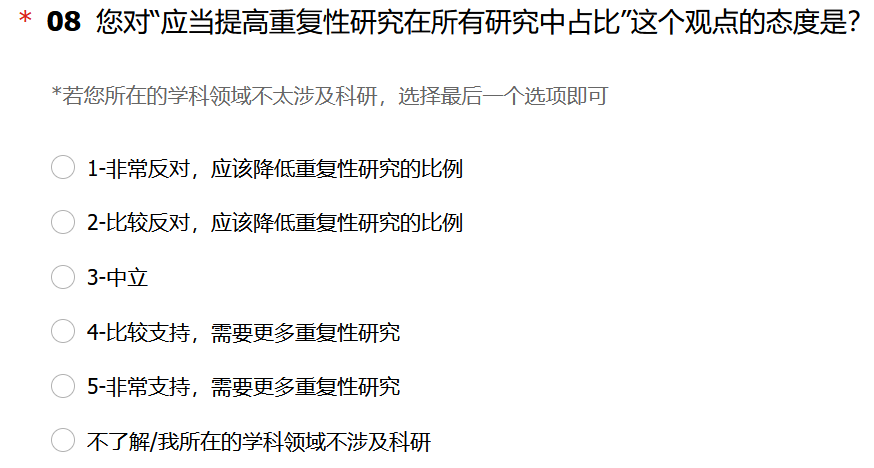 * 08 您对“应当提高重复性研究在所有研究中占比”这个观点的态度是？
*若您所在的学科领域不太涉及科研，选择最后一个选项即可
1-非常反对，应该降低重复性研究的比例
2-比较反对，应该降低重复性研究的比例
3-中立
4-比较支持，需要更多重复性研究
5-非常支持，需要更多重复性研究
不了解/我所在的学科领域不涉及科研